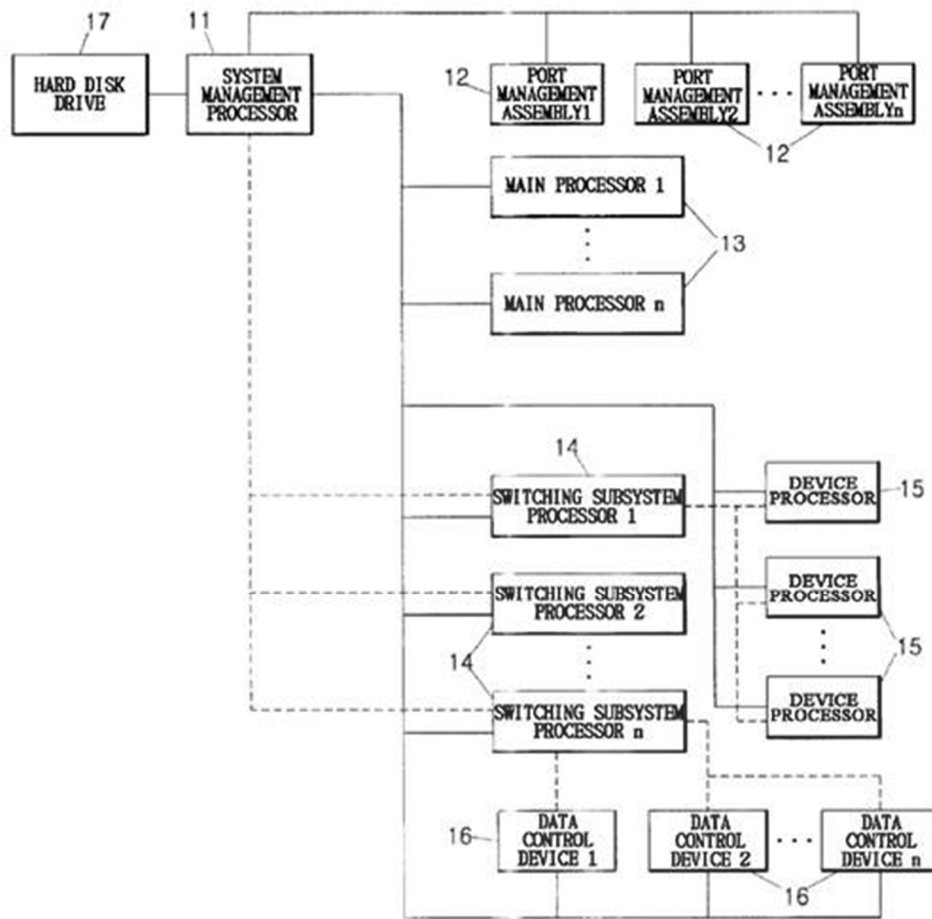 17
11
HARD DISK
DRIVE
SYSTEM
MANAGEMENT
PROCESSOR
12
PORT
MANAGEMENT
ASSEMBLY1
PORT
MANAGEMENT
ASSEMBLY2
PORT
MANAGEMENT
ASSEMBLYn
12
MAIN PROCESSOR 1
13
MAIN PROCESSOR n
14
SWITCHING SUBSYSTEM
PROCESSOR 1
DEVICE
PROCESSOR
15
SWITCHING SUBSYSTEM
PROCESSOR 2
DEVICE
PROCESSOR
14
15
SWITCHING SUBSYSTEM
PROCESSOR n
DEVICE
PROCESSOR
16
DATA
CONTROL
DEVICE 1
DATA
CONTROL
DEVICE 2
DATA
CONTROL
DEVICE n
16